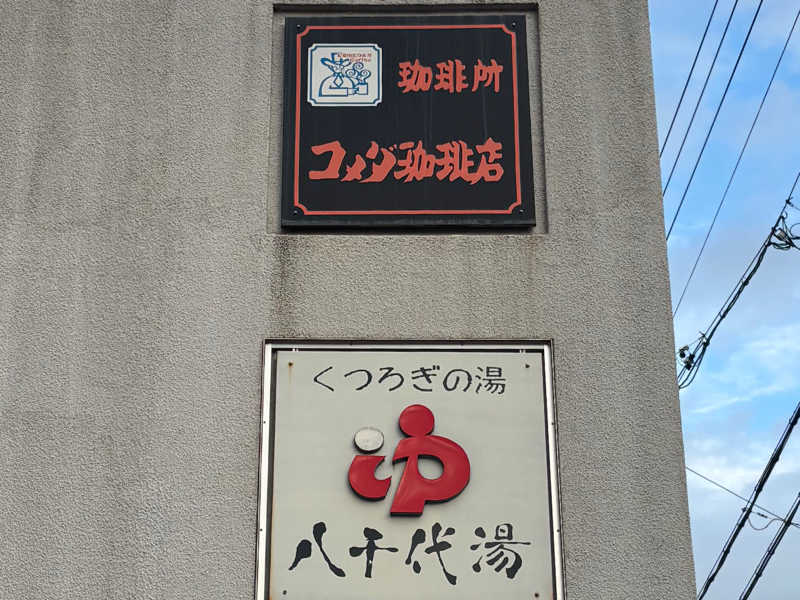 珈琲所
コメダ珈琲店
くつろぎの湯
ゆ
八千代湯